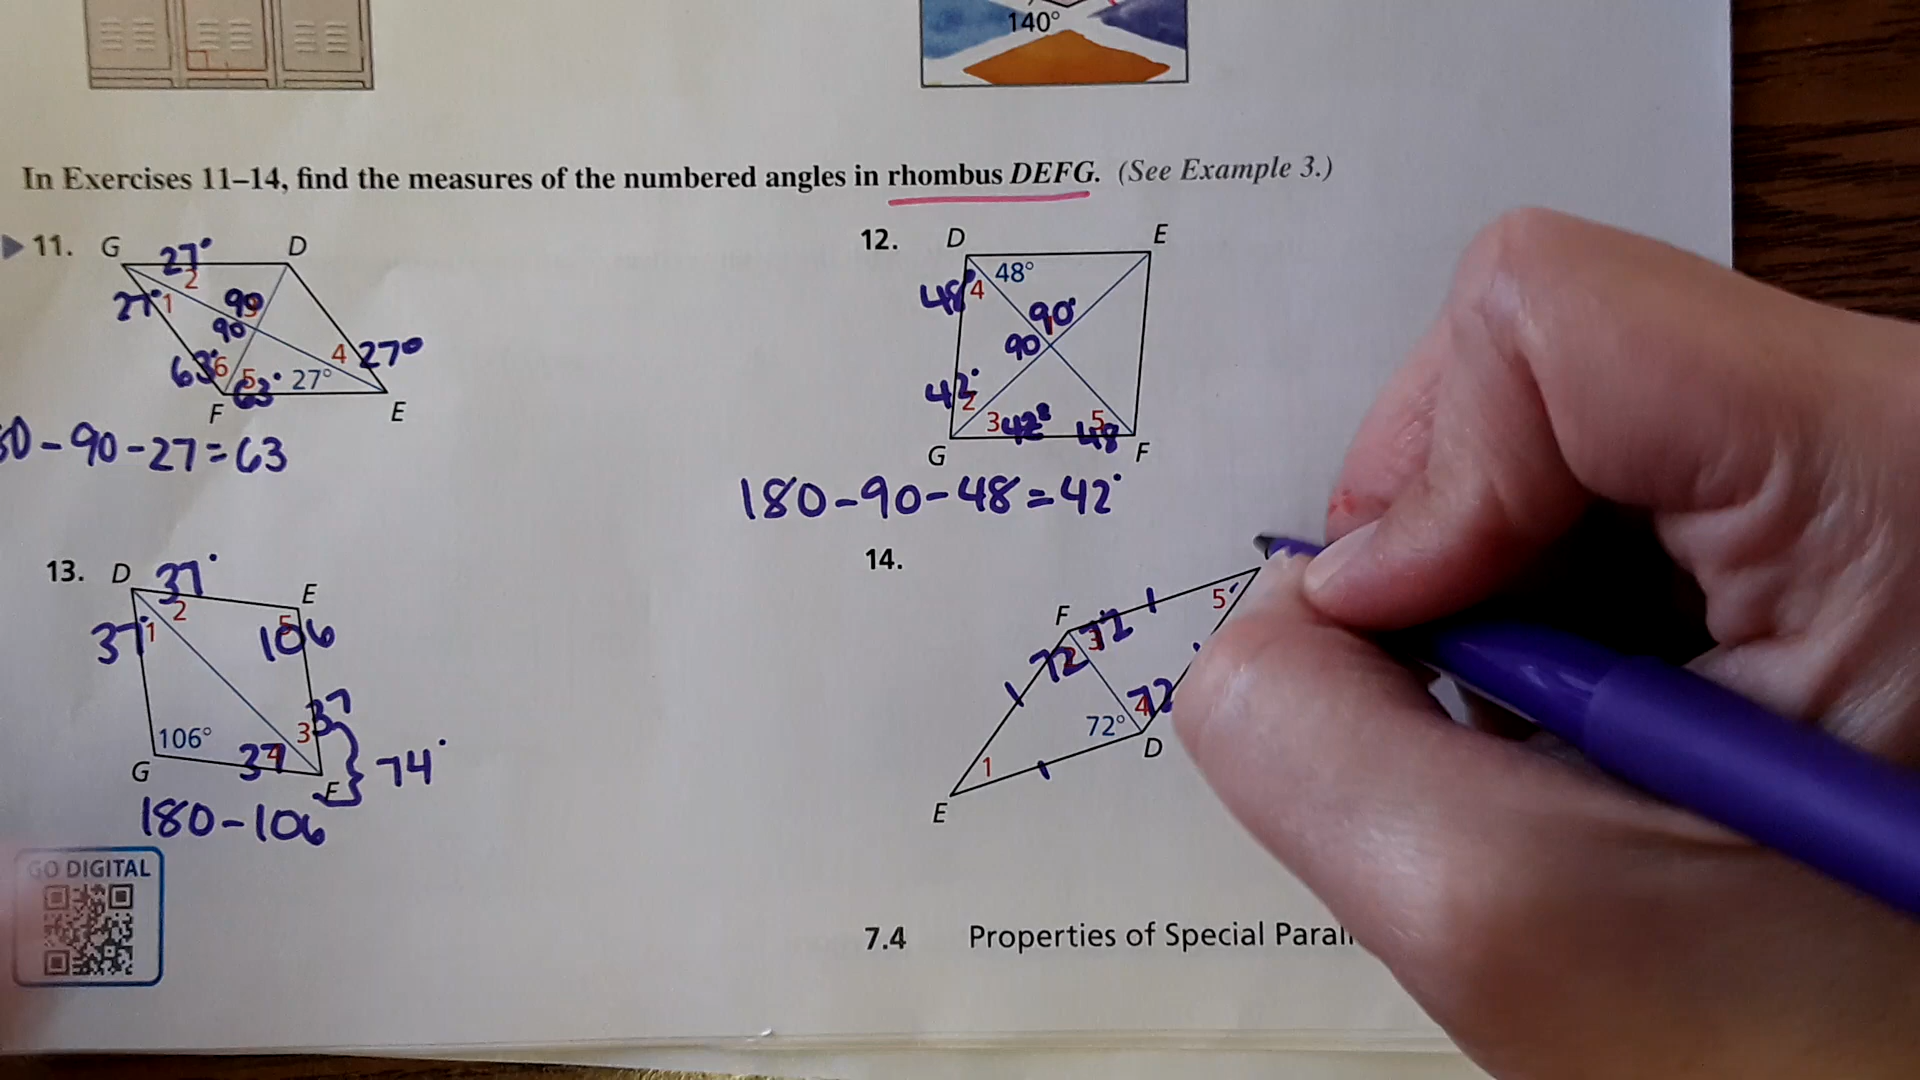 140°
In Exercises 11–14, find the measures of the numbered angles in rhombus DEFG. (See Example 3.)
11. G 27° D
2
27° 1 90
90
63° 6 5 63° 27° 4 27°
F E
0 - 90 - 27 = 63
12. D E
48°
48° 4
90°
90
42° 2
3 42° 5 48
G F
180 - 90 - 48 = 42°
13. D 37° E
2 5
37° 1 106
37
106° 37 4 3
G F 74°
180 - 106
14.
F 72 5
72 2 3
72° 4 72
1 D
E
GO DIGITAL
7.4 Properties of Special